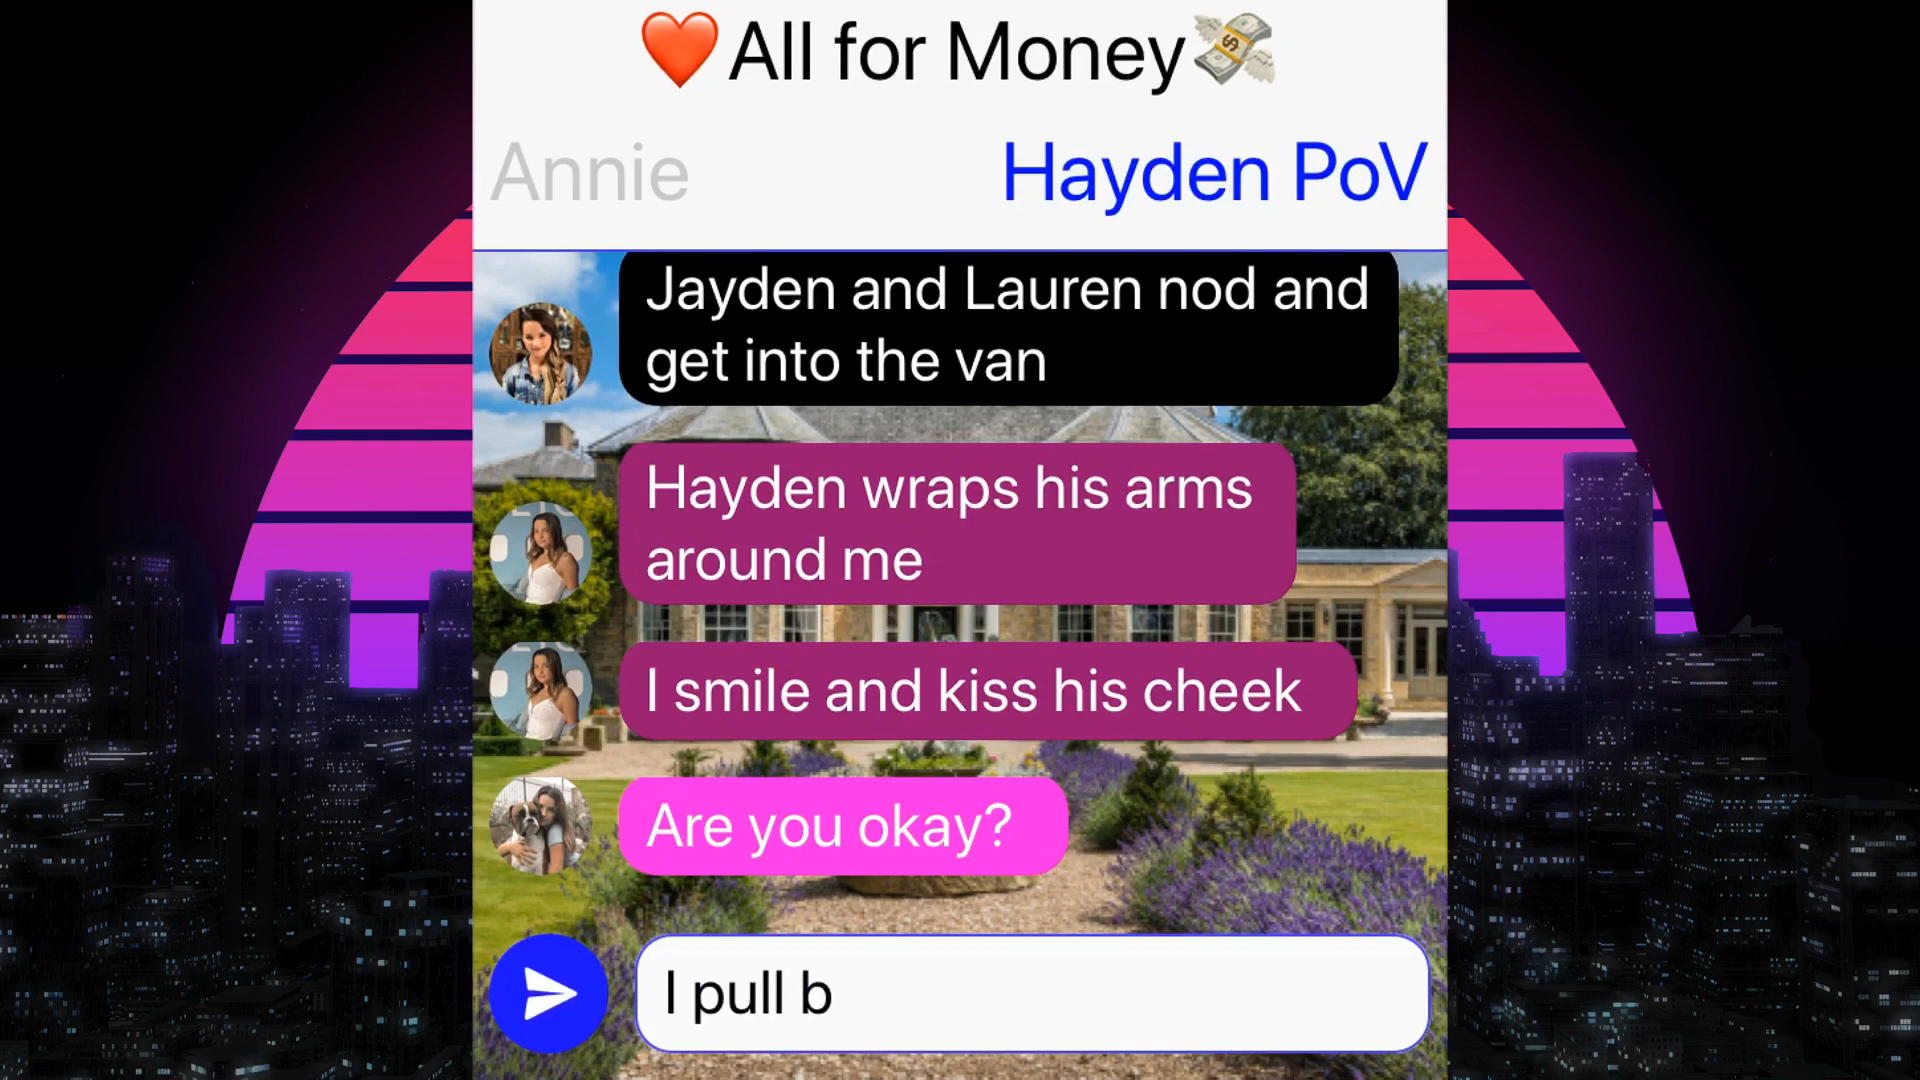 ❤️All for Money💸
Annie
Hayden PoV
Jayden and Lauren nod and
get into the van
Hayden wraps his arms
around me
I smile and kiss his cheek
Are you okay?
I pull b